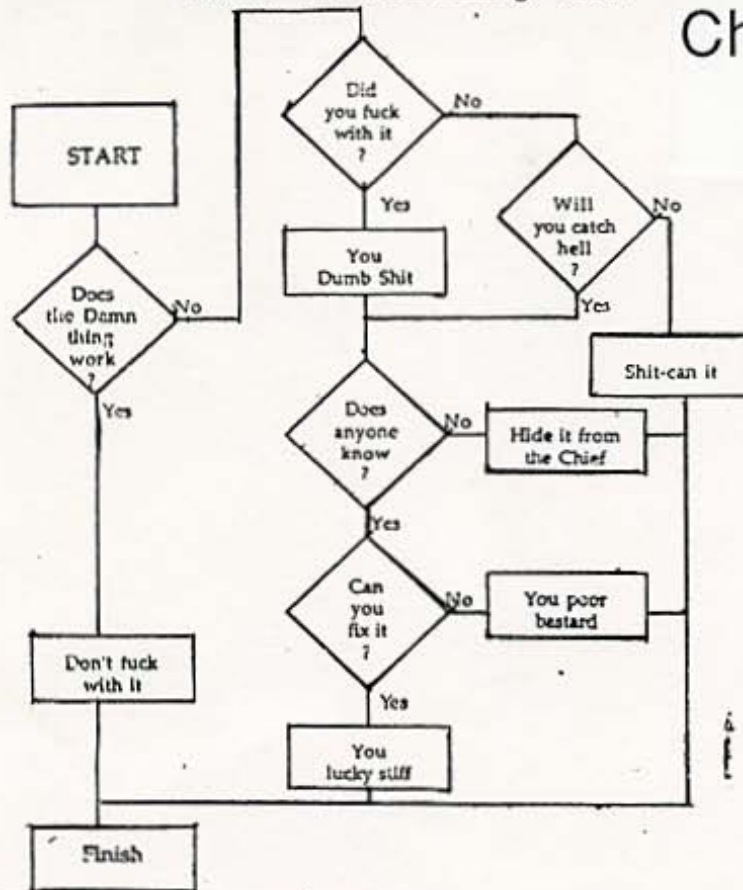 Ch
START
Did
you fuck
with it
?
No
Yes
Will
you catch
hell
?
No
Yes
You
Dumb Shit
Does
the Damn
thing
work
?
No
Yes
Shit-can it
Does
anyone
know
?
No
Hide it from
the Chief
Yes
Can
you
fix it
?
No
You poor
bastard
Yes
Don't fuck
with it
You
lucky stiff
Finish